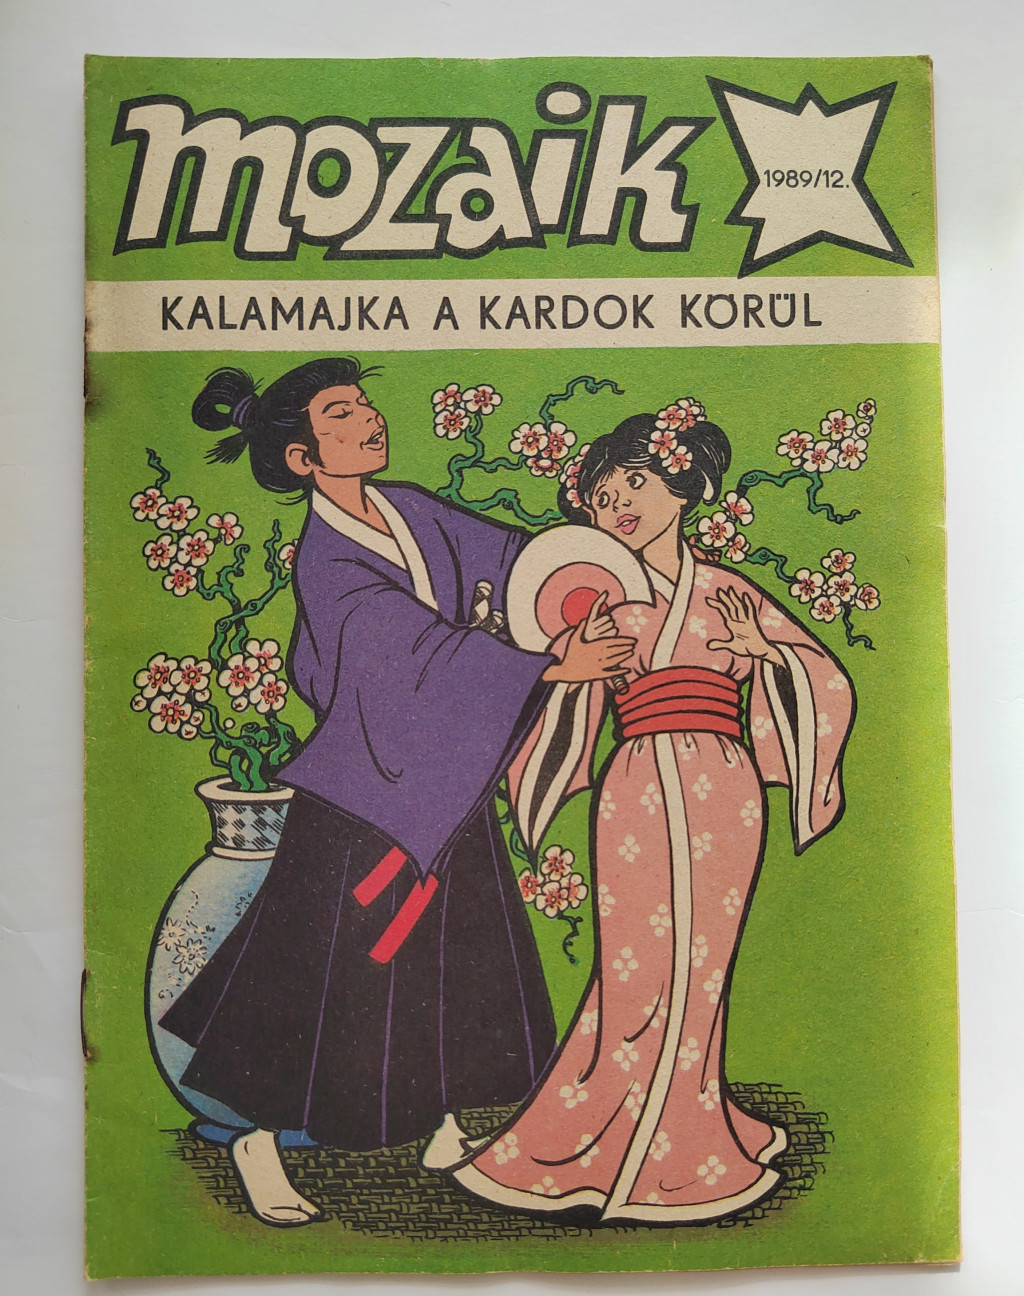 mozaik
1989/12.
KALAMAJKA A KARDOK KÖRÜL